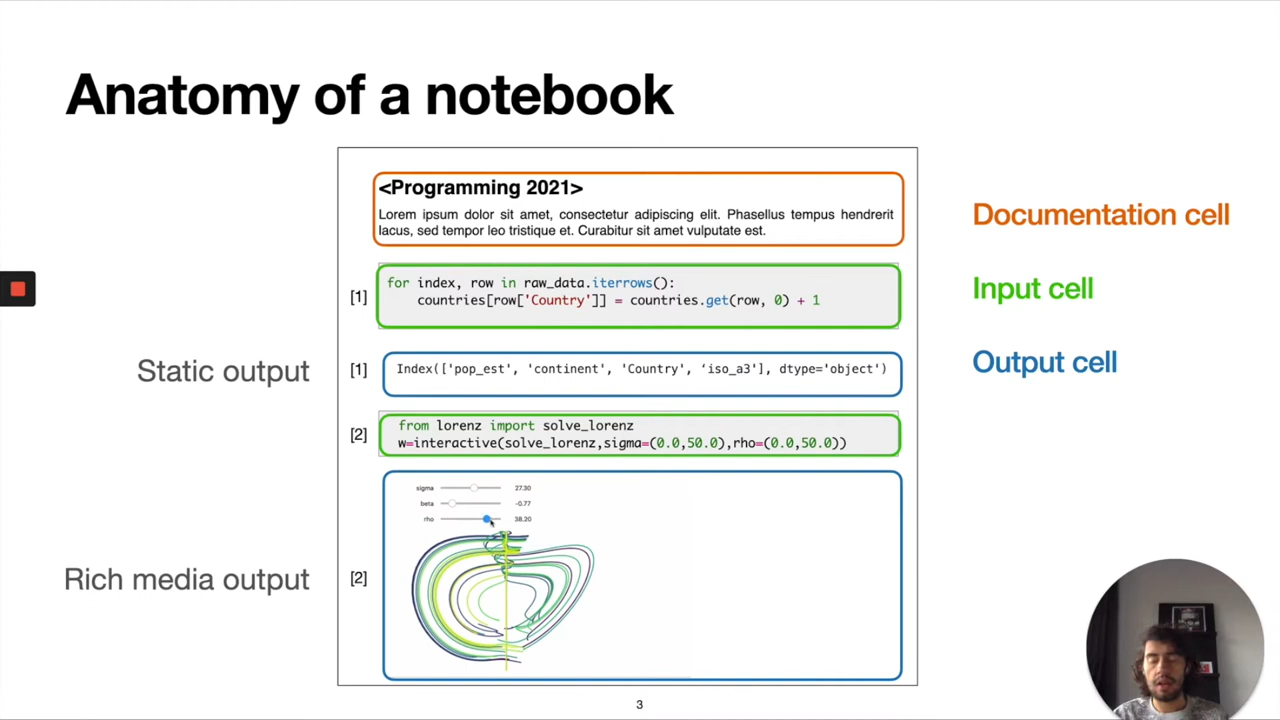 Anatomy of a notebook
<Programming 2021>
Lorem ipsum dolor sit amet, consectetur adipiscing elit. Phasellus tempus hendrerit
lacus, sed tempor leo tristique et. Curabitur sit amet vulputate est.
Documentation cell
[1]
for index, row in raw_data.iterrows():
countries[row['Country']] = countries.get(row, 0) + 1
Input cell
Static output
[1]
Index(['pop_est', 'continent', 'Country', 'iso_a3'], dtype='object')
Output cell
[2]
from lorenz import solve_lorenz
w=interactive(solve_lorenz,sigma=(0.0,50.0),rho=(0.0,50.0))
sigma 27.30
beta -0.77
rho 38.20
Rich media output
[2]
3